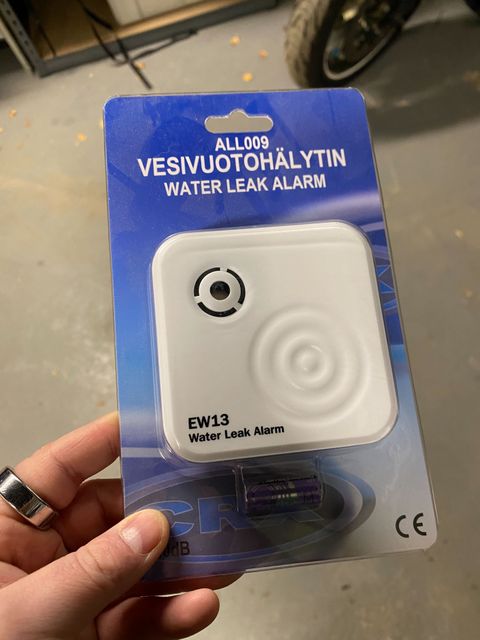 ALL009
VESIVUOTOHÄLYTIN
WATER LEAK ALARM
EW13
Water Leak Alarm
CE